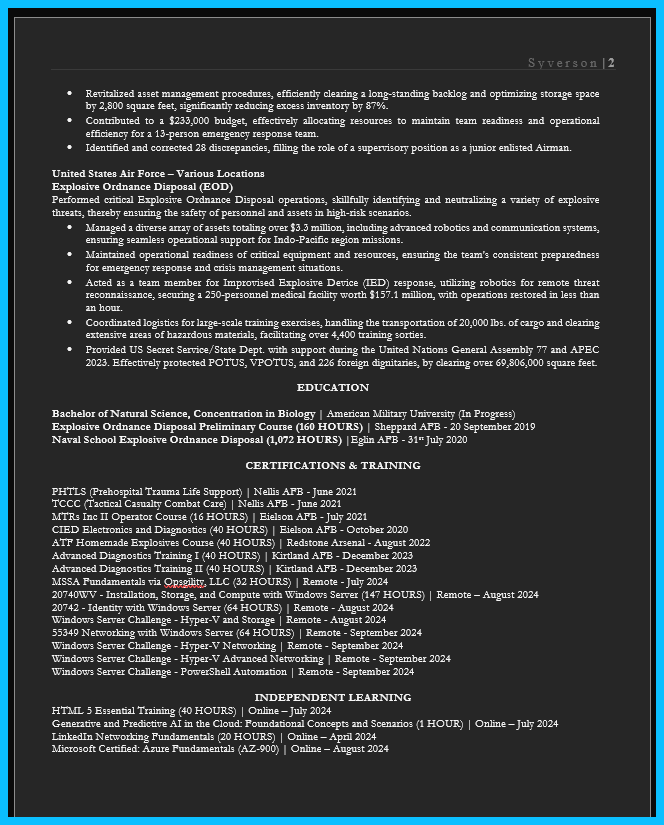 Syverson | 2
• Revitalized asset management procedures, efficiently clearing a long-standing backlog and optimizing storage space
by 2,800 square feet, significantly reducing excess inventory by 87%.
• Contributed to a $233,000 budget, effectively allocating resources to maintain team readiness and operational
efficiency for a 13-person emergency response team.
• Identified and corrected 28 discrepancies, filling the role of a supervisory position as a junior enlisted Airman.
United States Air Force – Various Locations
Explosive Ordnance Disposal (EOD)
Performed critical Explosive Ordnance Disposal operations, skillfully identifying and neutralizing a variety of explosive
threats, thereby ensuring the safety of personnel and assets in high-risk scenarios.
• Managed a diverse array of assets totaling over $3.3 million, including advanced robotics and communication systems,
ensuring seamless operational support for Indo-Pacific region missions.
• Maintained operational readiness of critical equipment and resources, ensuring the team's consistent preparedness
for emergency response and crisis management situations.
• Acted as a team member for Improvised Explosive Device (IED) response, utilizing robotics for remote threat
reconnaissance, securing a 250-personnel medical facility worth $157.1 million, with operations restored in less than
an hour.
• Coordinated logistics for large-scale training exercises, handling the transportation of 20,000 lbs. of cargo and clearing
extensive areas of hazardous materials, facilitating over 4,400 training sorties.
• Provided US Secret Service/State Dept. with support during the United Nations General Assembly 77 and APEC
2023. Effectively protected POTUS, VPOTUS, and 226 foreign dignitaries, by clearing over 69,806,000 square feet.
EDUCATION
Bachelor of Natural Science, Concentration in Biology | American Military University (In Progress)
Explosive Ordnance Disposal Preliminary Course (160 HOURS) | Sheppard AFB - 20 September 2019
Naval School Explosive Ordnance Disposal (1,072 HOURS) |Eglin AFB - 31st July 2020
CERTIFICATIONS & TRAINING
PHTLS (Prehospital Trauma Life Support) | Nellis AFB - June 2021
TCCC (Tactical Casualty Combat Care) | Nellis AFB - June 2021
MTRs Inc II Operator Course (16 HOURS) | Eielson AFB - July 2021
CIED Electronics and Diagnostics (40 HOURS) | Eielson AFB - October 2020
ATF Homemade Explosives Course (40 HOURS) | Redstone Arsenal - August 2022
Advanced Diagnostics Training I (40 HOURS) | Kirtland AFB - December 2023
Advanced Diagnostics Training II (40 HOURS) | Kirtland AFB - December 2023
MSSA Fundamentals via Opsgility, LLC (32 HOURS) | Remote - July 2024
20740WV - Installation, Storage, and Compute with Windows Server (147 HOURS) | Remote – August 2024
20742 - Identity with Windows Server (64 HOURS) | Remote - August 2024
Windows Server Challenge - Hyper-V and Storage | Remote - August 2024
55349 Networking with Windows Server (64 HOURS) | Remote - September 2024
Windows Server Challenge - Hyper-V Networking | Remote - September 2024
Windows Server Challenge - Hyper-V Advanced Networking | Remote - September 2024
Windows Server Challenge - PowerShell Automation | Remote - September 2024
INDEPENDENT LEARNING
HTML 5 Essential Training (40 HOURS) | Online – July 2024
Generative and Predictive AI in the Cloud: Foundational Concepts and Scenarios (1 HOUR) | Online – July 2024
LinkedIn Networking Fundamentals (20 HOURS) | Online – April 2024
Microsoft Certified: Azure Fundamentals (AZ-900) | Online – August 2024